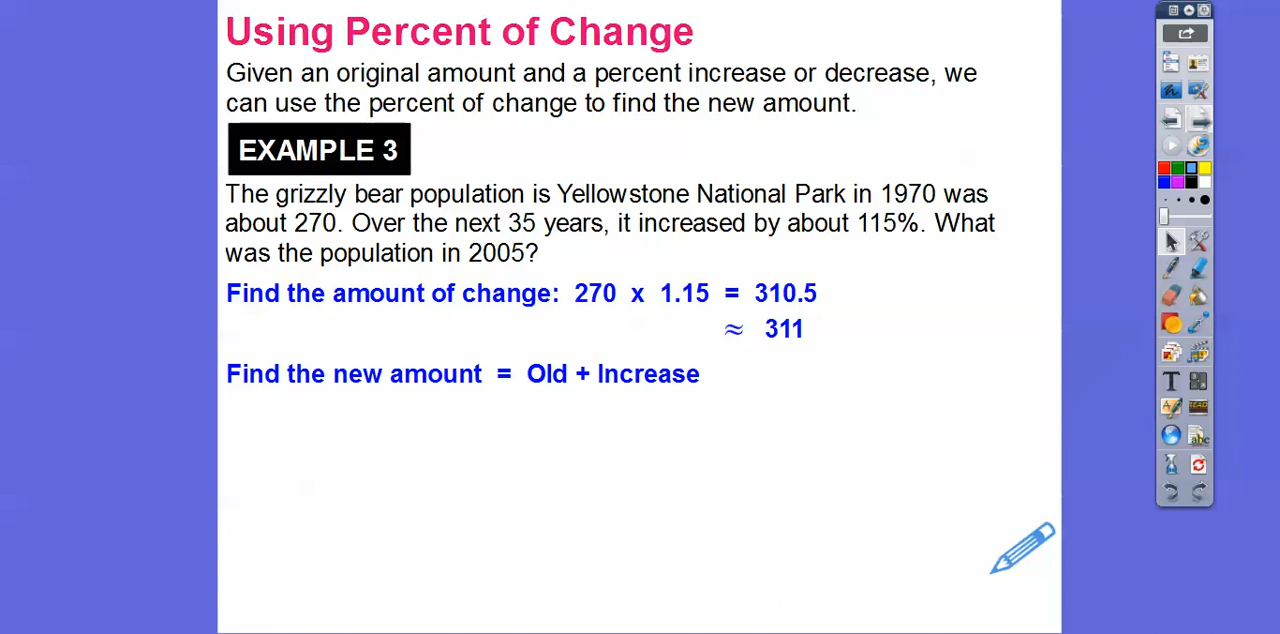 Using Percent of Change
Given an original amount and a percent increase or decrease, we
can use the percent of change to find the new amount.
EXAMPLE 3
The grizzly bear population is Yellowstone National Park in 1970 was
about 270. Over the next 35 years, it increased by about 115%. What
was the population in 2005?
Find the amount of change: 270 x 1.15 = 310.5
≈ 311
Find the new amount = Old + Increase